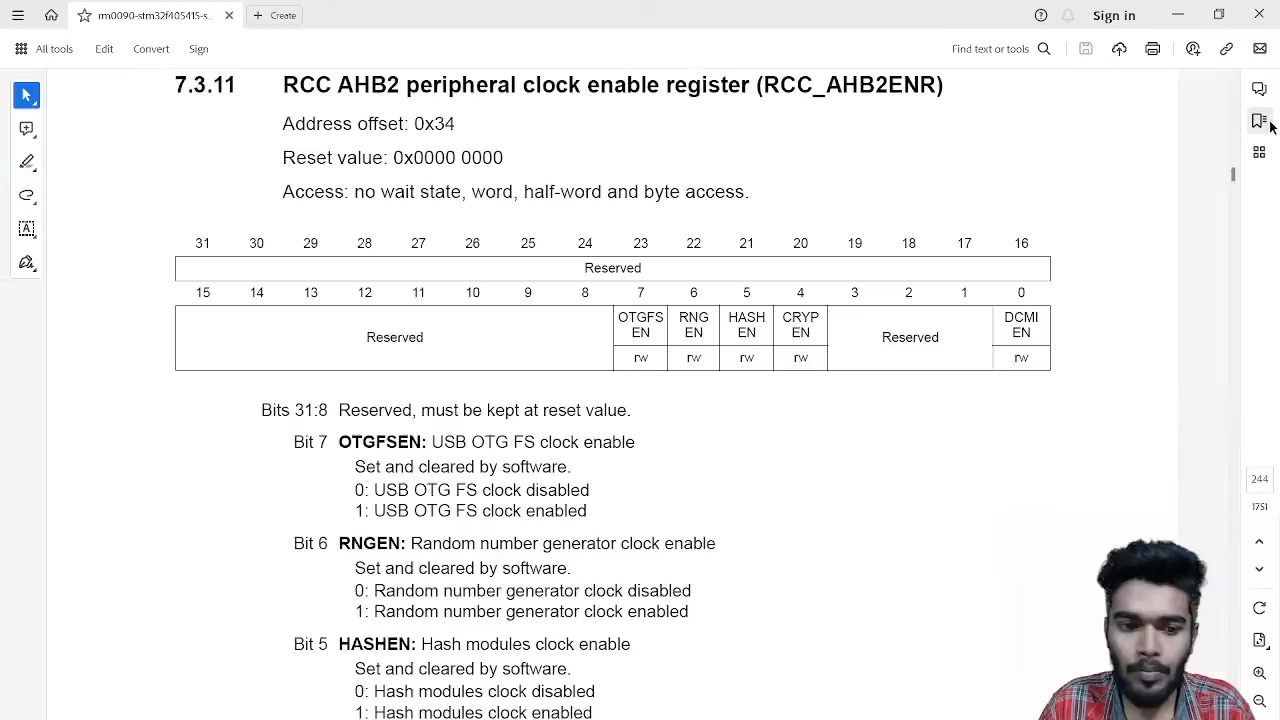 rm0090-stm32f405415-s...
Create
Sign in
All tools
Edit
Convert
Sign
Find text or tools
7.3.11 RCC AHB2 peripheral clock enable register (RCC_AHB2ENR)
Address offset: 0x34
Reset value: 0x0000 0000
Access: no wait state, word, half-word and byte access.
31 30 29 28 27 26 25 24 23 22 21 20 19 18 17 16
Reserved
15 14 13 12 11 10 9 8 7 6 5 4 3 2 1 0
Reserved OTGFS EN RNG EN HASH EN CRYP EN Reserved DCMI EN
rw rw rw rw rw
Bits 31:8 Reserved, must be kept at reset value.
Bit 7 OTGFSEN: USB OTG FS clock enable
Set and cleared by software.
0: USB OTG FS clock disabled
1: USB OTG FS clock enabled
Bit 6 RNGEN: Random number generator clock enable
Set and cleared by software.
0: Random number generator clock disabled
1: Random number generator clock enabled
Bit 5 HASHEN: Hash modules clock enable
Set and cleared by software.
0: Hash modules clock disabled
1: Hash modules clock enabled
244
1751